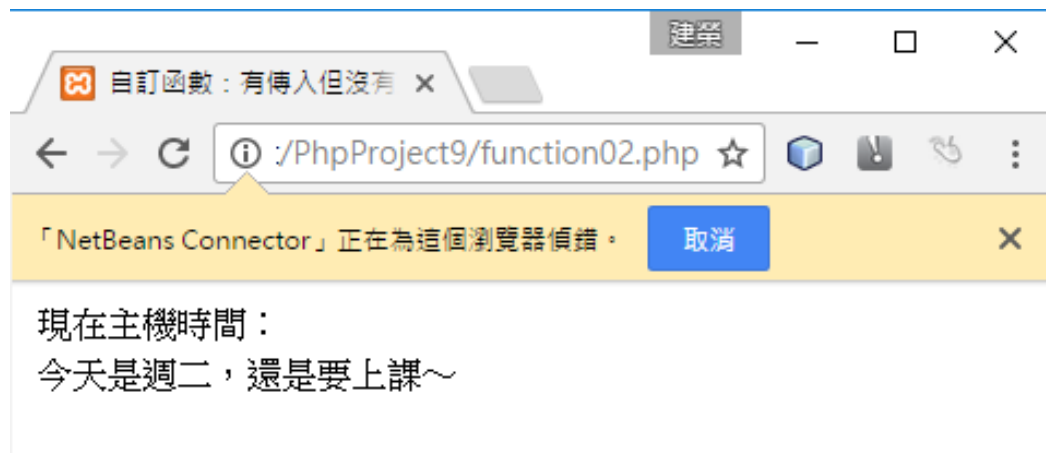 建榮
自訂函數：有傳入但沒有
:/PhpProject9/function02.php
「NetBeans Connector」正在為這個瀏覽器偵錯。 取消
現在主機時間：
今天是週二，還是要上課～